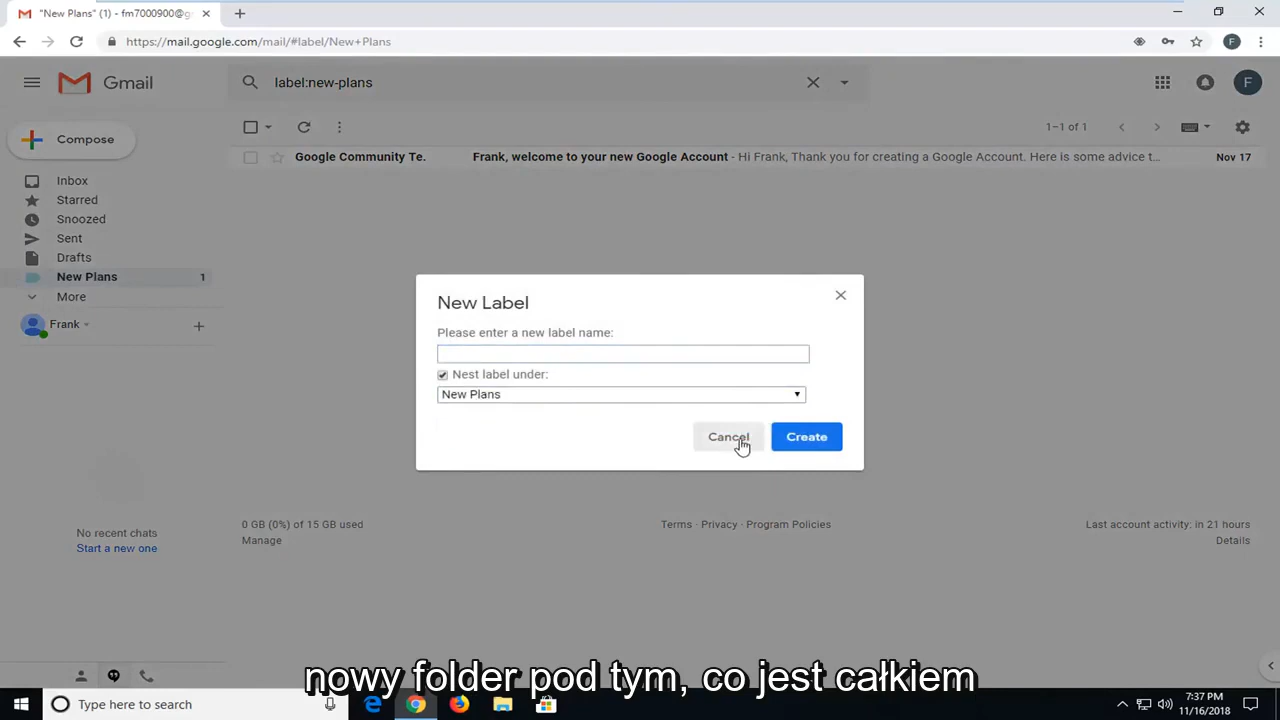 "New Plans" (1) - fm7000900@g
https://mail.google.com/mail/#label/New+Plans
F
Gmail
label:new-plans
F
Compose
1–1 of 1
Google Community Te. Frank, welcome to your new Google Account - Hi Frank, Thank you for creating a Google Account. Here is some advice t… Nov 17
Inbox
Starred
Snoozed
Sent
Drafts
New Plans 1
More
Frank
New Label
Please enter a new label name:
Nest label under:
New Plans
Cancel Create
No recent chats
Start a new one
0 GB (0%) of 15 GB used
Manage
Terms · Privacy · Program Policies
Last account activity: in 21 hours
Details
nowy folder pod tym, co jest całkiem
Type here to search
7:37 PM
11/16/2018